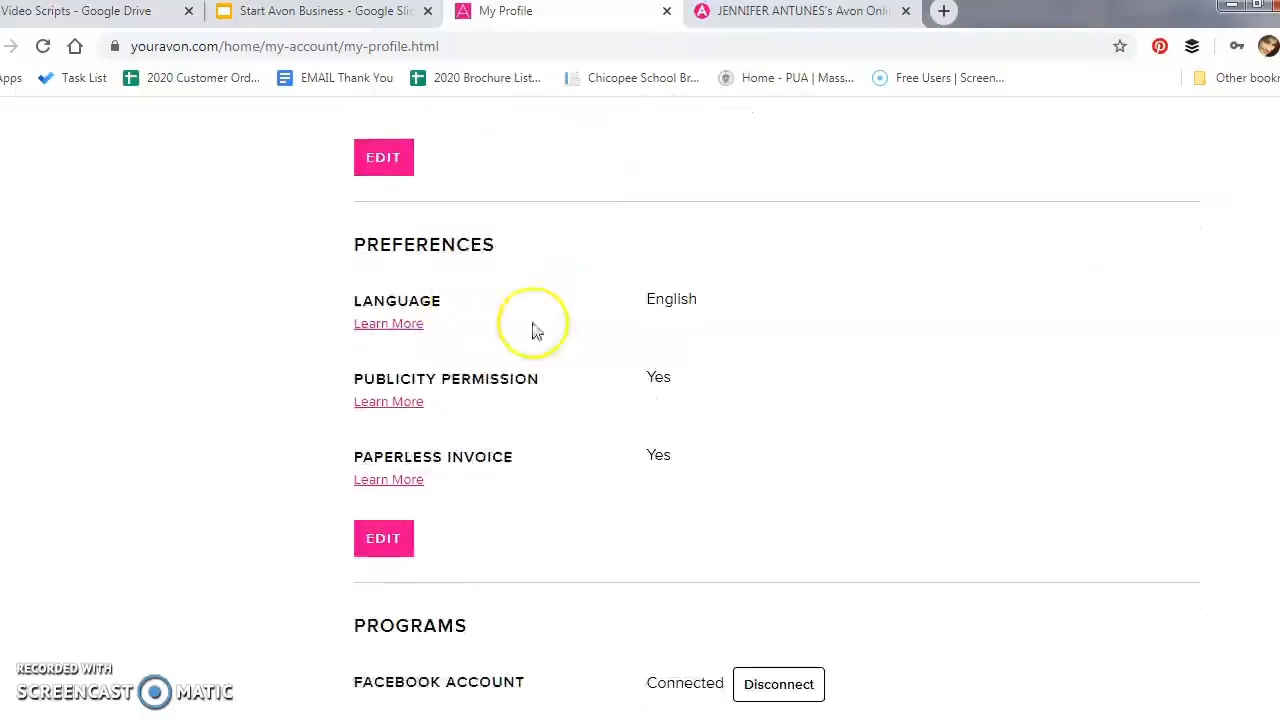 Video Scripts - Google Drive
Start Avon Business - Google Slid
My Profile
JENNIFER ANTUNES's Avon Onli
youravon.com/home/my-account/my-profile.html
Apps
Task List
2020 Customer Ord...
EMAIL Thank You
2020 Brochure List...
Chicopee School Br...
Home - PUA | Mass...
Free Users | Screen...
Other bookr
EDIT
PREFERENCES
LANGUAGE
English
Learn More
PUBLICITY PERMISSION
Yes
Learn More
PAPERLESS INVOICE
Yes
Learn More
EDIT
PROGRAMS
FACEBOOK ACCOUNT
Connected
Disconnect
RECORDED WITH
SCREENCAST MATIC